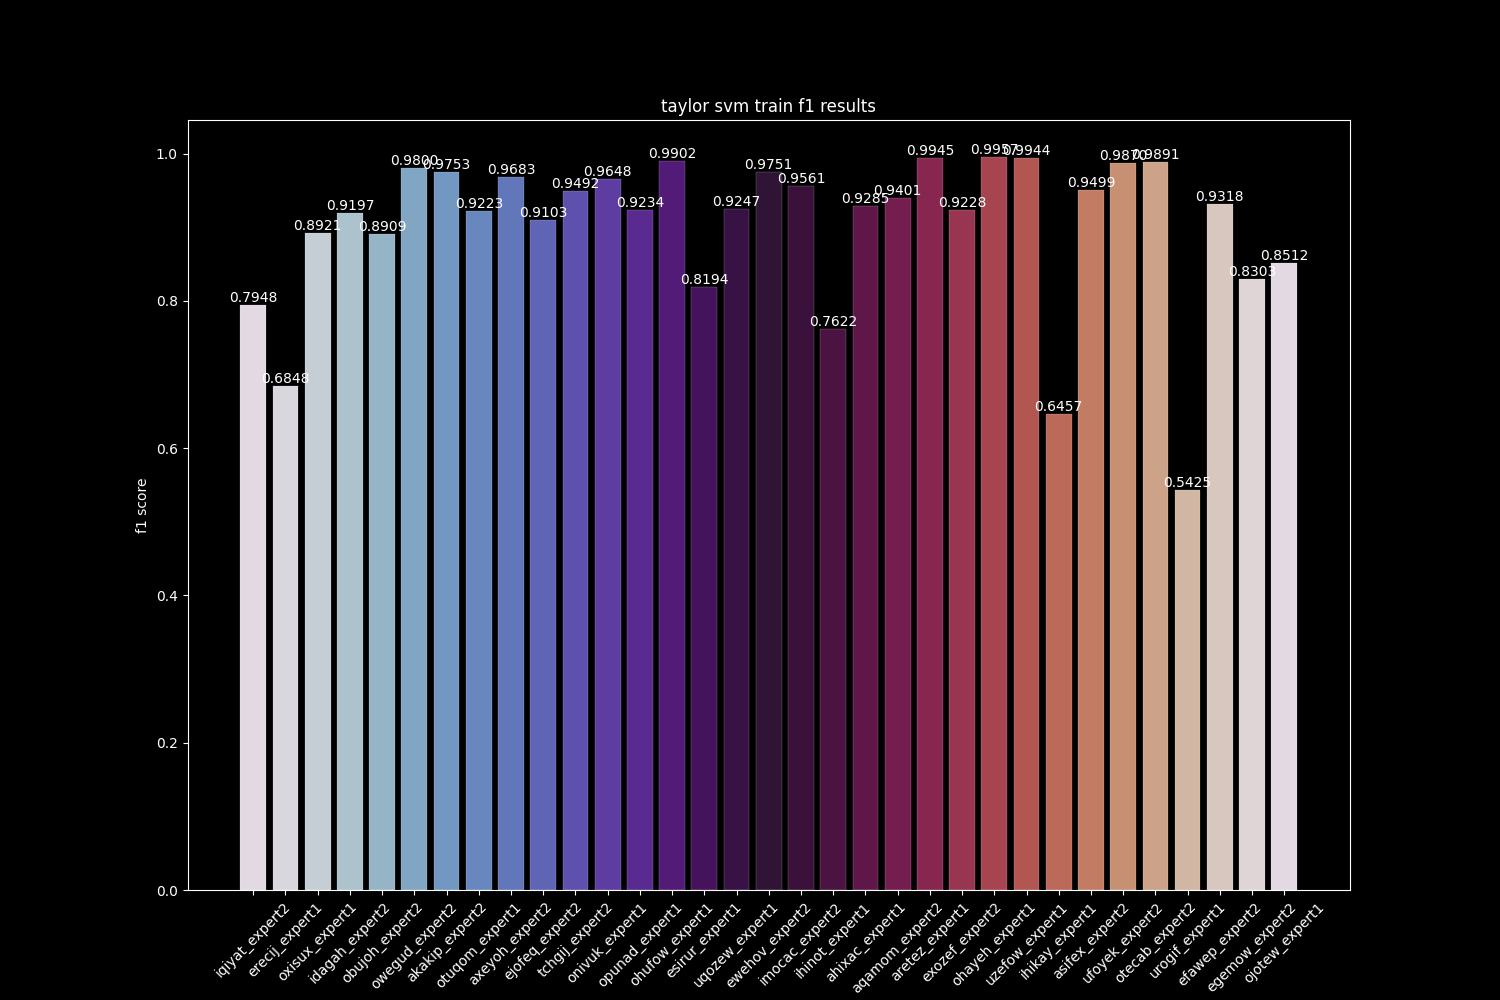 taylor svm train f1 results
f1 score
1.0
0.8
0.6
0.4
0.2
0.0
0.7948
0.6848
0.8921
0.9197
0.8909
0.9800
0.9753
0.9223
0.9683
0.9103
0.9492
0.9648
0.9234
0.9902
0.8194
0.9247
0.9751
0.9561
0.7622
0.9285
0.9401
0.9945
0.9228
0.9957
0.9944
0.6457
0.9499
0.9870
0.9891
0.5425
0.9318
0.8303
0.8512
iqjyat_expert2
erecij_expert1
oxisux_expert1
idagah_expert2
obujoh_expert2
owegud_expert2
akakip_expert2
otuqom_expert1
axeyoh_expert2
ejofeq_expert2
tchgjj_expert2
onivuk_expert1
opunad_expert1
ohufow_expert1
esirur_expert1
uqozew_expert1
ewehov_expert2
imocac_expert2
ihinot_expert1
ahixac_expert1
aqamom_expert2
aretez_expert1
exozef_expert2
ohayeh_expert1
uzefow_expert1
ihikay_expert1
asifex_expert2
ufoyek_expert2
otecab_expert2
urogif_expert1
efawep_expert2
egemow_expert2
ojotew_expert1